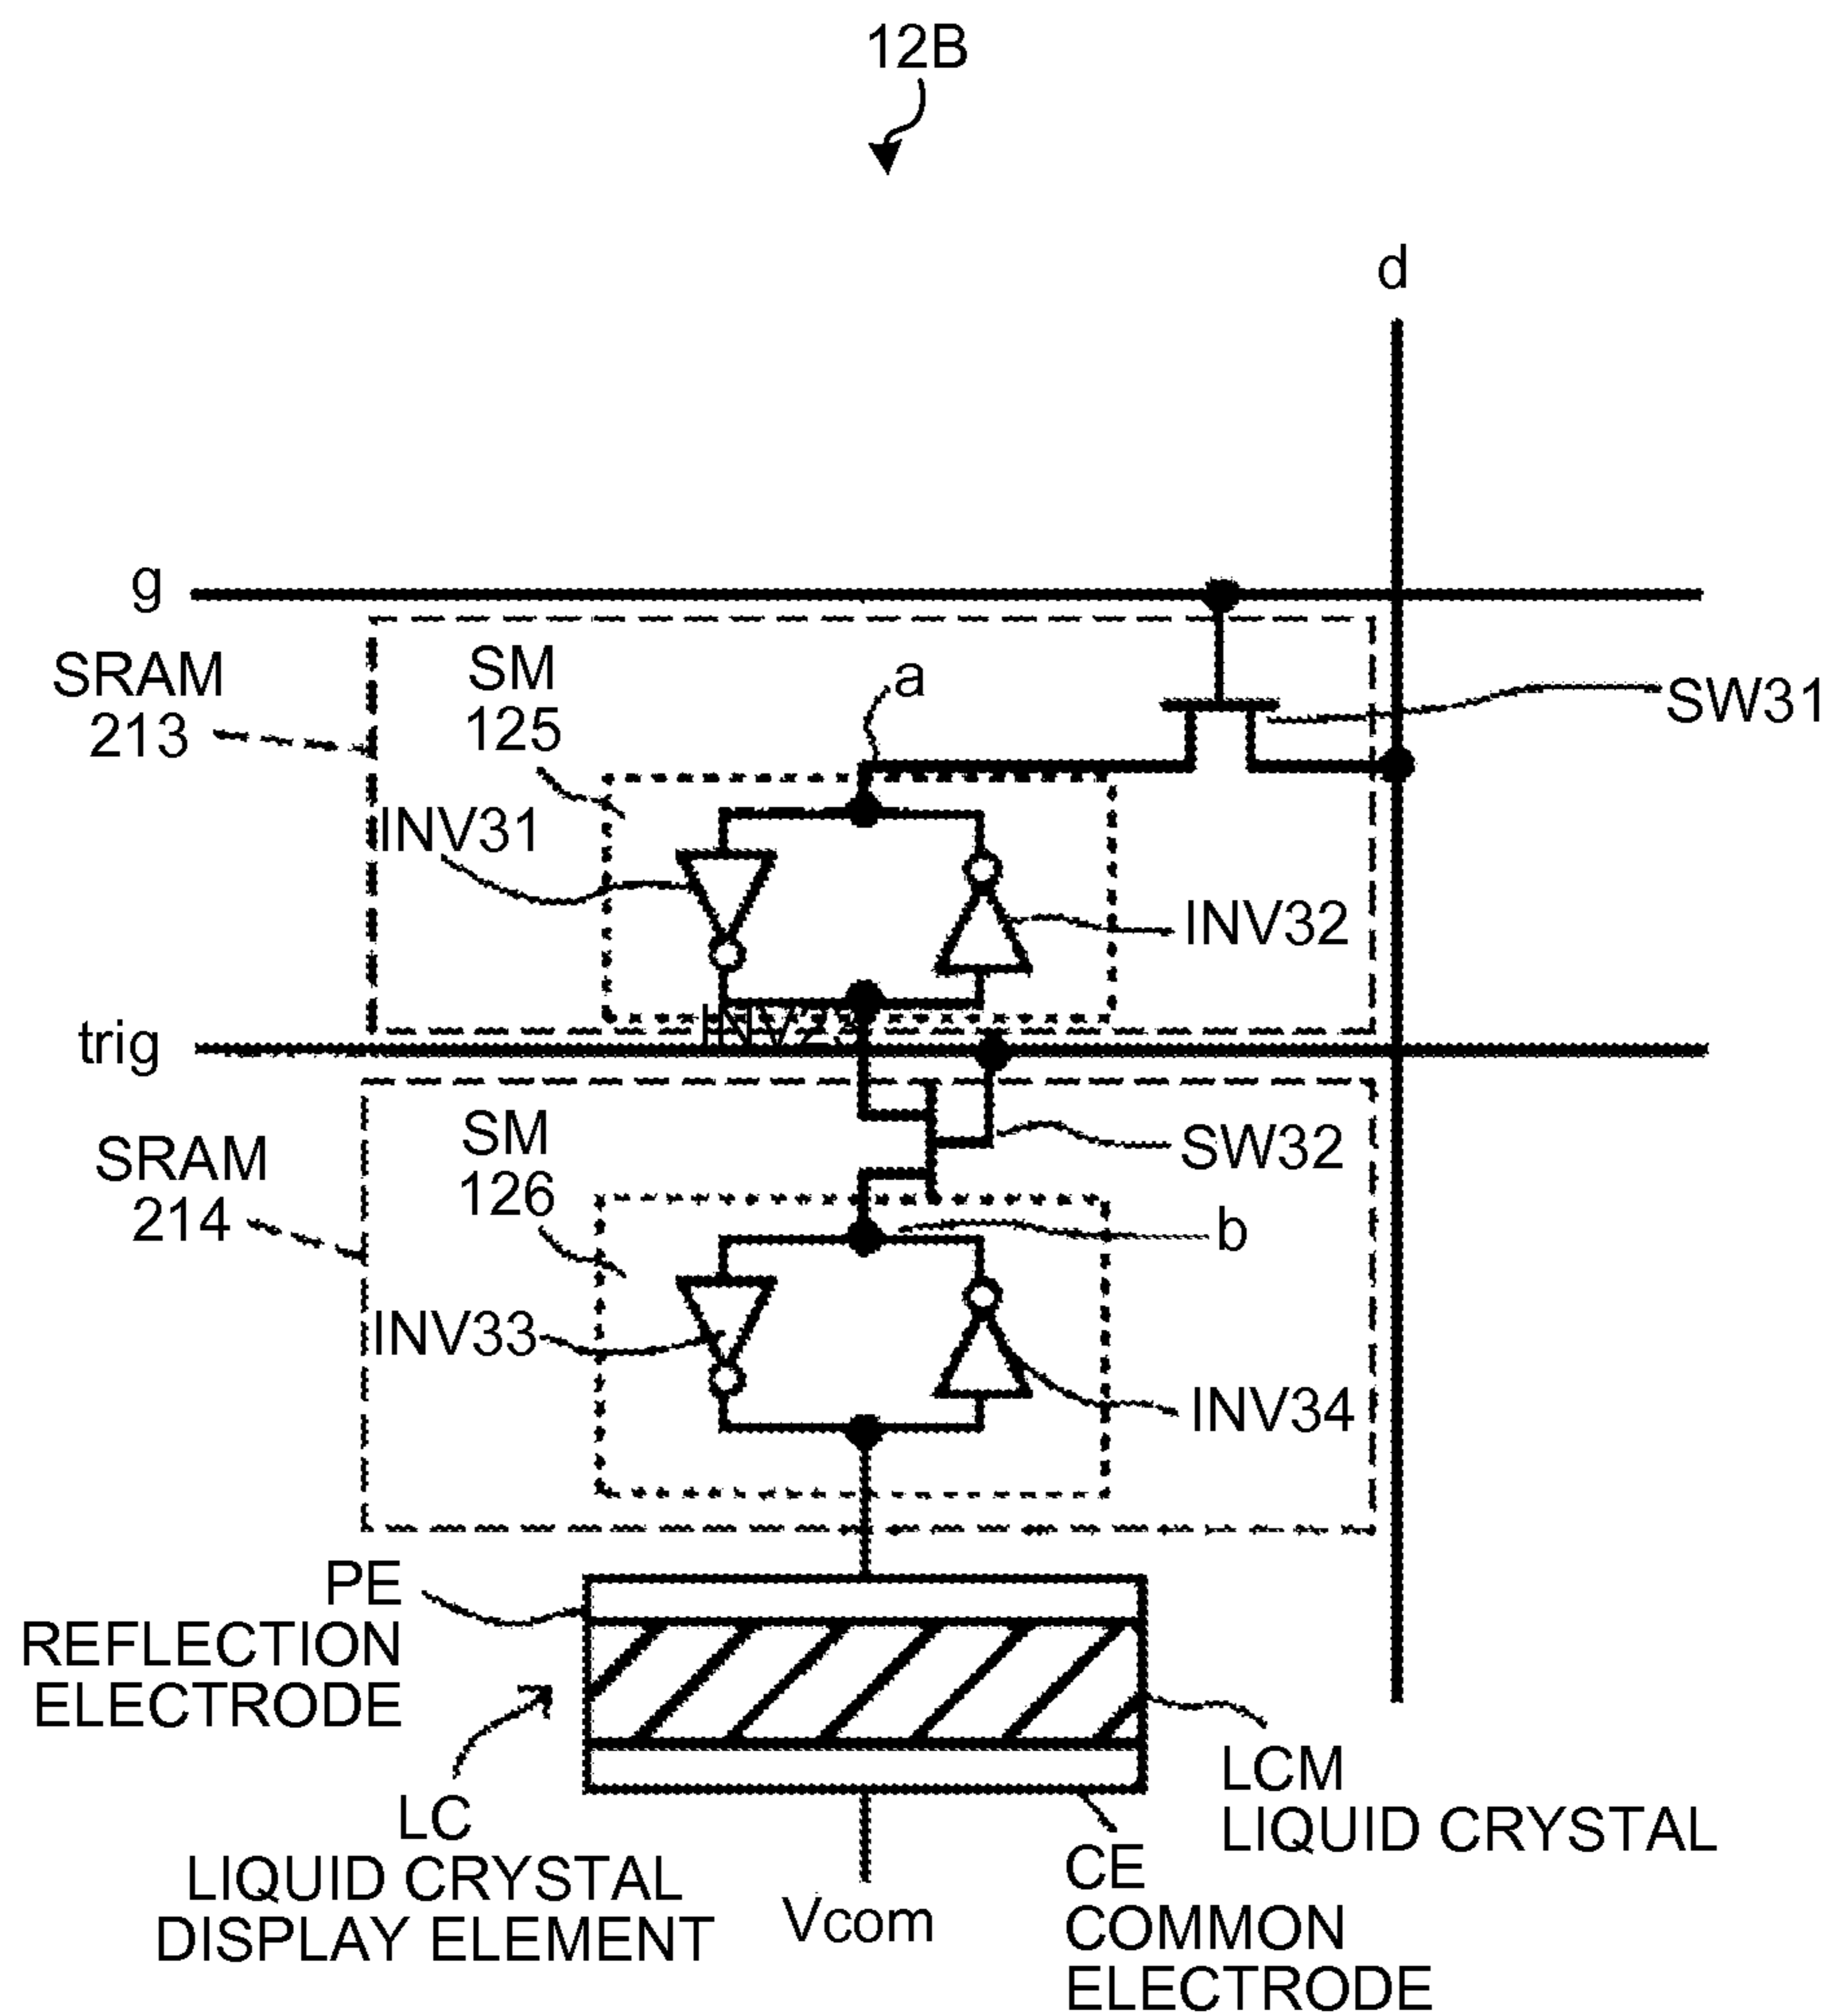 12B
d
g
SRAM
213
SM
125
a
SW31
INV31
INV32
INV23
trig
SRAM
214
SM
126
SW32
b
INV33
INV34
PE
REFLECTION
ELECTRODE
LC
LIQUID CRYSTAL
DISPLAY ELEMENT
Vcom
LCM
LIQUID CRYSTAL
CE
COMMON
ELECTRODE